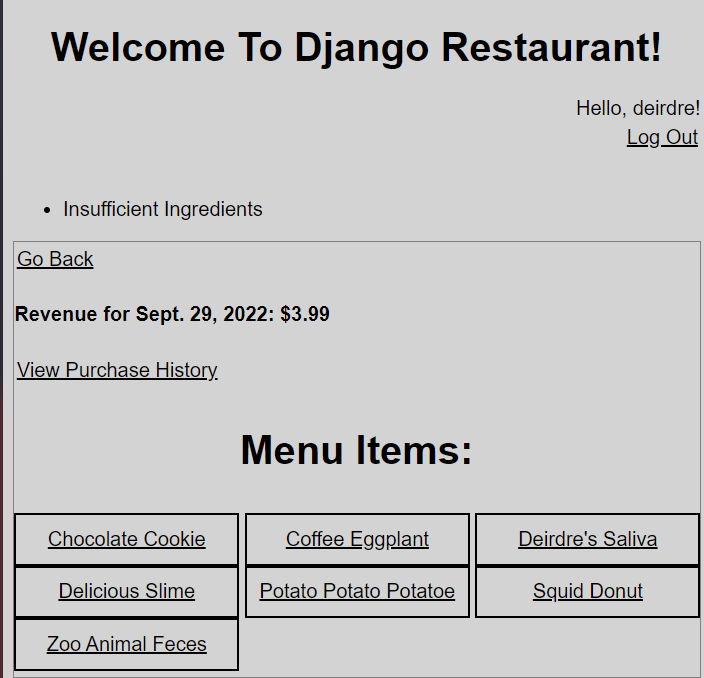 Welcome To Django Restaurant!
Hello, deirdre!
Log Out
Insufficient Ingredients
Go Back
Revenue for Sept. 29, 2022: $3.99
View Purchase History
Menu Items:
Chocolate Cookie
Coffee Eggplant
Deirdre's Saliva
Delicious Slime
Potato Potato Potatoe
Squid Donut
Zoo Animal Feces